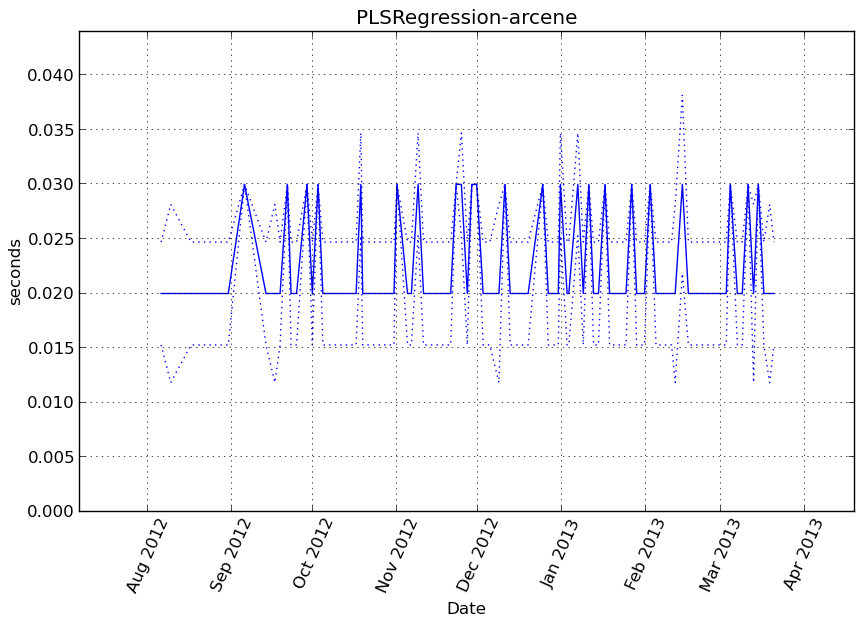 PLSRegression-arcene
0.040
0.035
0.030
0.025
0.020
0.015
0.010
0.005
0.000
seconds
Aug 2012
Sep 2012
Oct 2012
Nov 2012
Dec 2012
Jan 2013
Feb 2013
Mar 2013
Apr 2013
Date